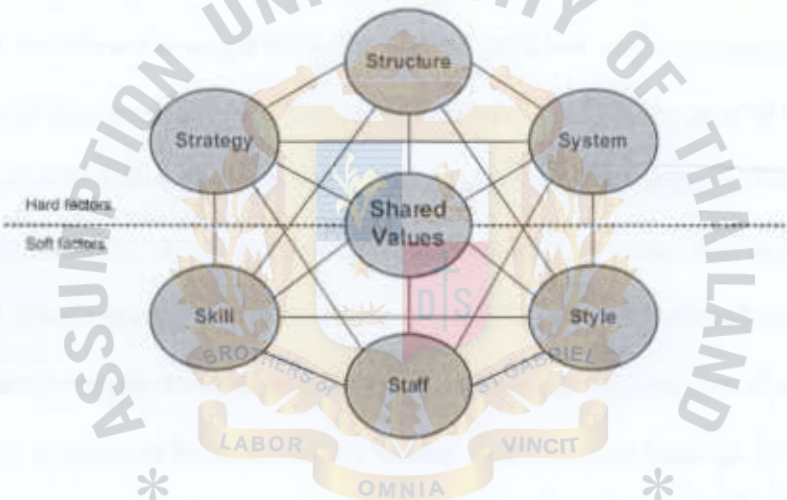 ASSUMPTION UNIVERSITY OF THAILAND
Structure
Strategy
System
Hard factors
Shared
Values
Soft factors
Skill
Style
Staff
DIS
BROTHERS OF ST GABRIEL
LABOR
VINCIT
OMNIA